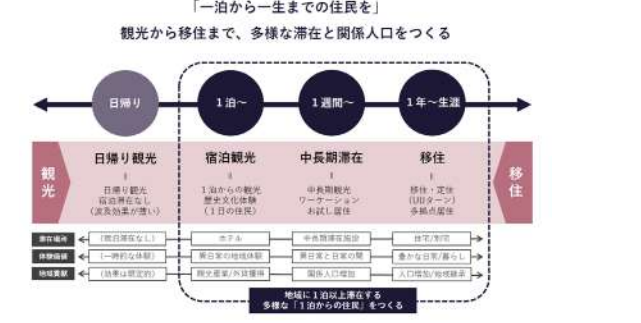 「一泊から一生までの住民を」
観光から移住まで、多様な滞在と関係人口をつくる
日帰り
1泊〜
1週間〜
1年〜生涯
観光
日帰り観光
宿泊観光
中長期滞在
移住
移住
日帰り観光
宿泊滞在なし
(波及効果が薄い)
1泊からの観光
歴史文化体験
(1日の住民)
中長期観光
ワーケーション
お試し居住
移住・定住
(UIJターン)
多拠点居住
滞在場所
(宿泊滞在なし)
ホテル
中長期滞在施設
住宅/別宅
体験価値
(一時的な体験)
異日常の地域体験
異日常と日常の間
豊かな日常/暮らし
地域貢献
(効果は限定的)
観光産業/外貨獲得
関係人口増加
人口増加/地域継承
地域に1泊以上滞在する
多様な「1泊からの住民」をつくる